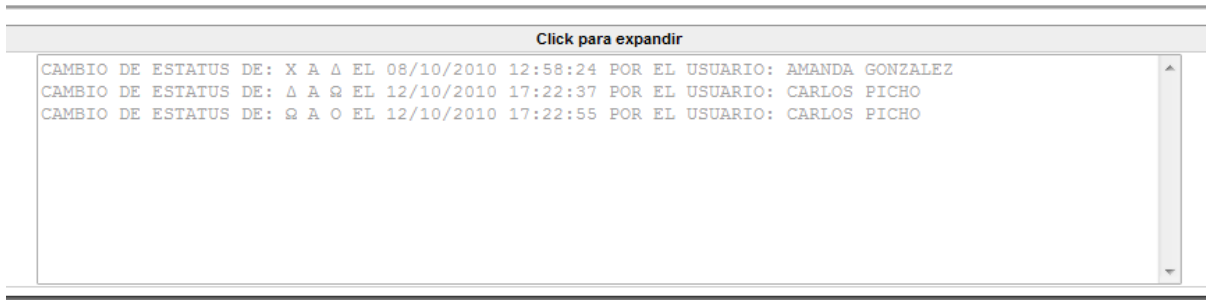 Click para expandir
CAMBIO DE ESTATUS DE: X A Δ EL 08/10/2010 12:58:24 POR EL USUARIO: AMANDA GONZALEZ
CAMBIO DE ESTATUS DE: Δ A Ω EL 12/10/2010 17:22:37 POR EL USUARIO: CARLOS PICHO
CAMBIO DE ESTATUS DE: Ω A O EL 12/10/2010 17:22:55 POR EL USUARIO: CARLOS PICHO